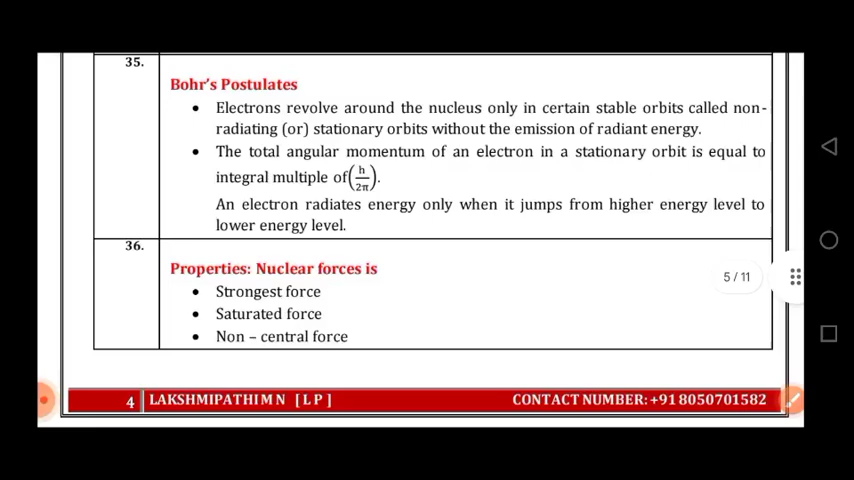 35.
Bohr's Postulates
• Electrons revolve around the nucleus only in certain stable orbits called non-
radiating (or) stationary orbits without the emission of radiant energy.
• The total angular momentum of an electron in a stationary orbit is equal to
integral multiple of(h/2π).
An electron radiates energy only when it jumps from higher energy level to
lower energy level.
36.
Properties: Nuclear forces is
5 / 11
• Strongest force
• Saturated force
• Non – central force
4 LAKSHMIPATHI M N [ L P ] CONTACT NUMBER: +91 8050701582